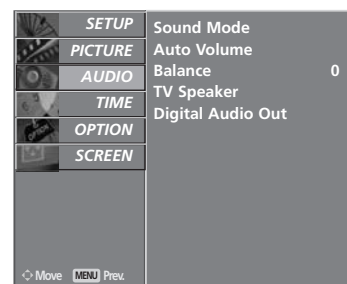 SETUP
PICTURE
AUDIO
TIME
OPTION
SCREEN
Sound Mode
Auto Volume
Balance 0
TV Speaker
Digital Audio Out
Move MENU Prev.